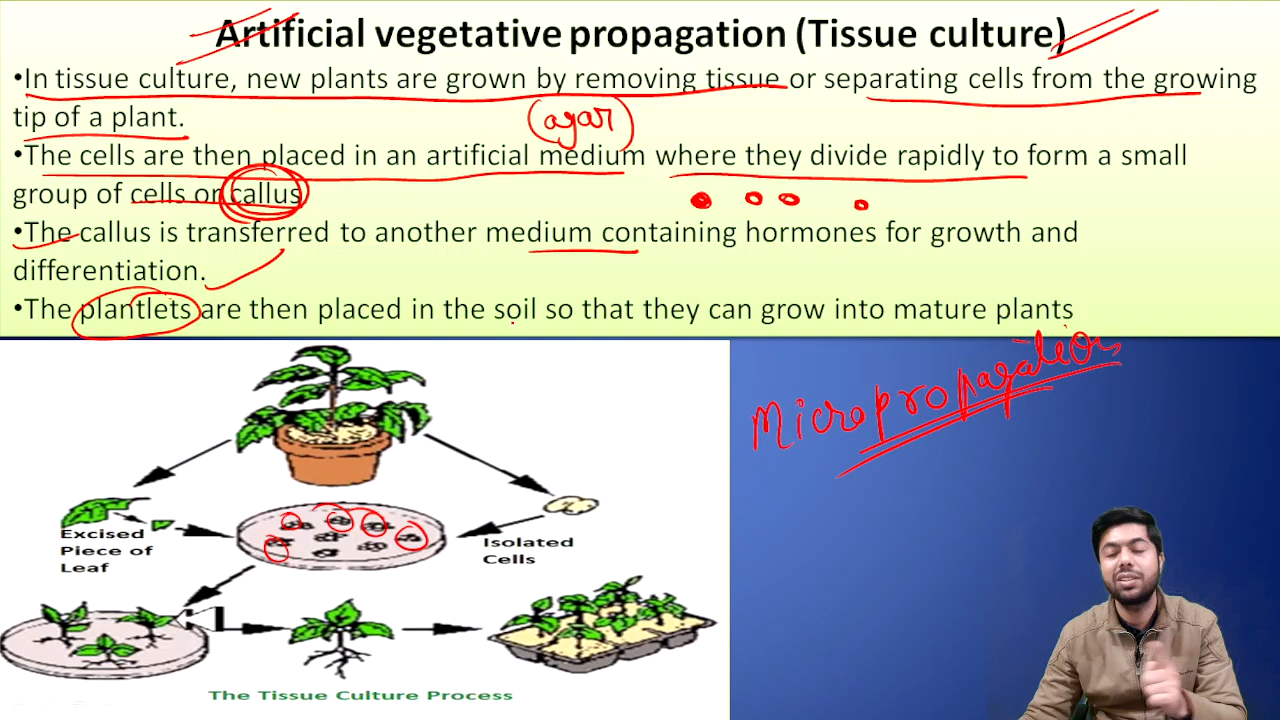 Artificial vegetative propagation (Tissue culture)
•In tissue culture, new plants are grown by removing tissue or separating cells from the growing
tip of a plant.
agar
•The cells are then placed in an artificial medium where they divide rapidly to form a small
group of cells or callus
•The callus is transferred to another medium containing hormones for growth and
differentiation.
•The plantlets are then placed in the soil so that they can grow into mature plants
Micropropagation
Excised
Piece of
Leaf
Isolated
Cells
The Tissue Culture Process